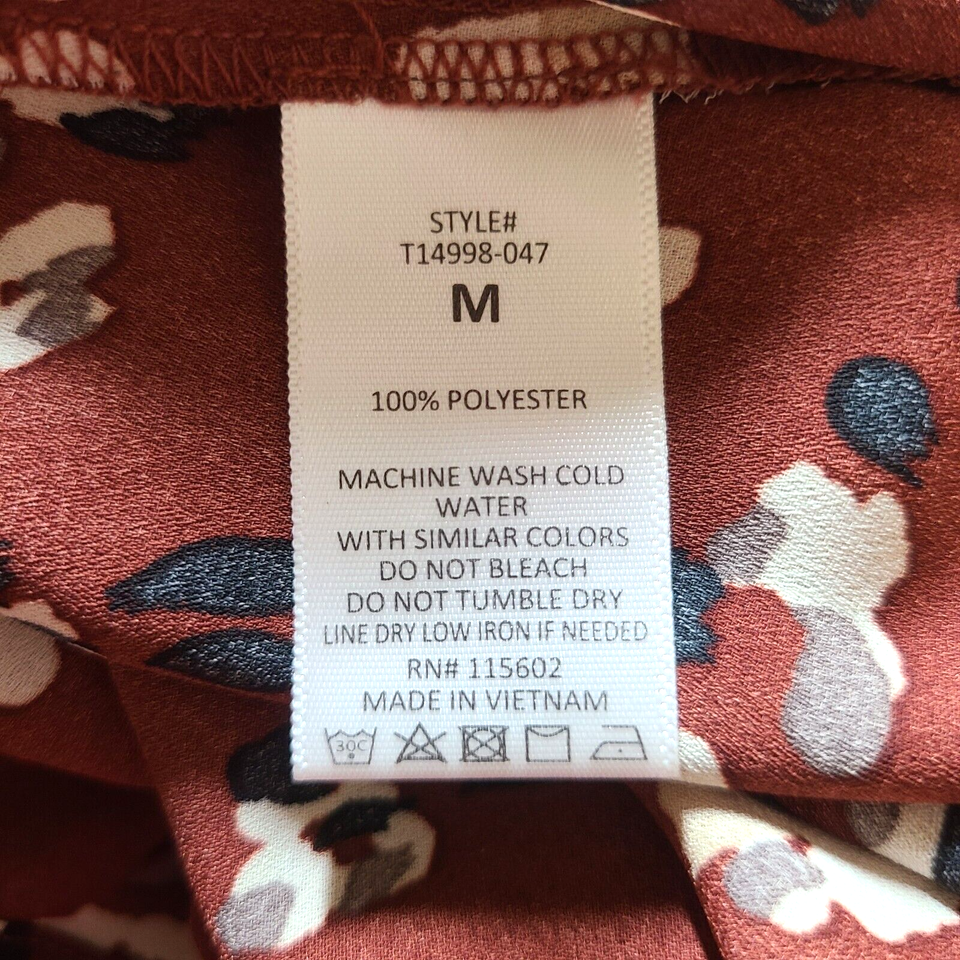 STYLE#
T14998-047
M
100% POLYESTER
MACHINE WASH COLD
WATER
WITH SIMILAR COLORS
DO NOT BLEACH
DO NOT TUMBLE DRY
LINE DRY LOW IRON IF NEEDED
RN# 115602
MADE IN VIETNAM
30C